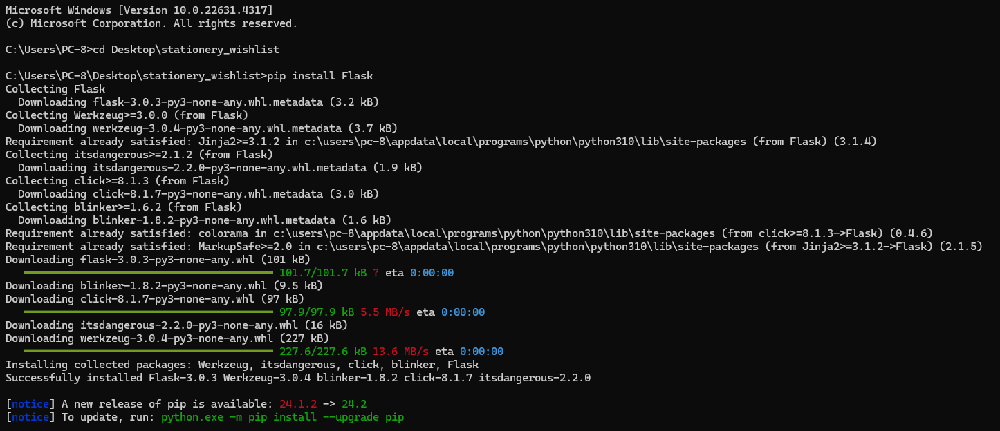 Microsoft Windows [Version 10.0.22631.4317]
(c) Microsoft Corporation. All rights reserved.
C:\Users\PC-8>cd Desktop\stationery_wishlist
C:\Users\PC-8\Desktop\stationery_wishlist>pip install Flask
Collecting Flask
  Downloading flask-3.0.3-py3-none-any.whl.metadata (3.2 kB)
Collecting Werkzeug>=3.0.0 (from Flask)
  Downloading werkzeug-3.0.4-py3-none-any.whl.metadata (3.7 kB)
Requirement already satisfied: Jinja2>=3.1.2 in c:\users\pc-8\appdata\local\programs\python\python310\lib\site-packages (from Flask) (3.1.4)
Collecting itsdangerous>=2.1.2 (from Flask)
  Downloading itsdangerous-2.2.0-py3-none-any.whl.metadata (1.9 kB)
Collecting click>=8.1.3 (from Flask)
  Downloading click-8.1.7-py3-none-any.whl.metadata (3.0 kB)
Collecting blinker>=1.6.2 (from Flask)
  Downloading blinker-1.8.2-py3-none-any.whl.metadata (1.6 kB)
Requirement already satisfied: colorama in c:\users\pc-8\appdata\local\programs\python\python310\lib\site-packages (from click>=8.1.3->Flask) (0.4.6)
Requirement already satisfied: MarkupSafe>=2.0 in c:\users\pc-8\appdata\local\programs\python\python310\lib\site-packages (from Jinja2>=3.1.2->Flask) (2.1.5)
Downloading flask-3.0.3-py3-none-any.whl (101 kB)
101.7/101.7 kB ? eta 0:00:00
Downloading blinker-1.8.2-py3-none-any.whl (9.5 kB)
Downloading click-8.1.7-py3-none-any.whl (97 kB)
97.9/97.9 kB 5.5 MB/s eta 0:00:00
Downloading itsdangerous-2.2.0-py3-none-any.whl (16 kB)
Downloading werkzeug-3.0.4-py3-none-any.whl (227 kB)
227.6/227.6 kB 13.6 MB/s eta 0:00:00
Installing collected packages: Werkzeug, itsdangerous, click, blinker, Flask
Successfully installed Flask-3.0.3 Werkzeug-3.0.4 blinker-1.8.2 click-8.1.7 itsdangerous-2.2.0
[notice] A new release of pip is available: 24.1.2 -> 24.2
[notice] To update, run: python.exe -m pip install --upgrade pip